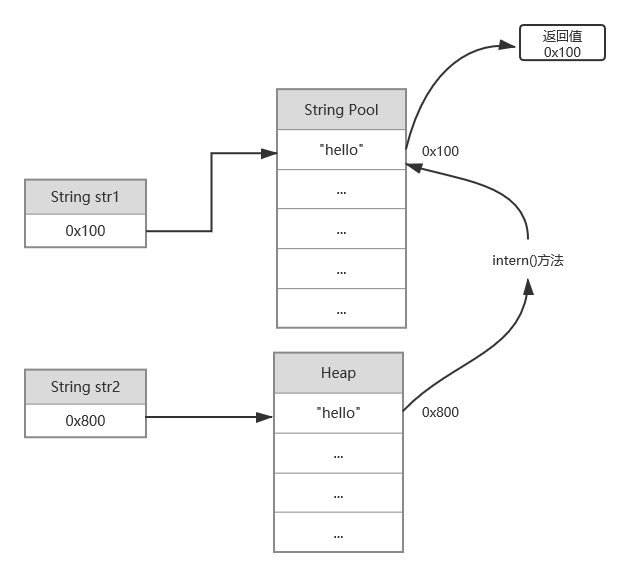 返回值
0x100
String Pool
"hello"
0x100
...
...
...
...
String str1
0x100
intern()方法
Heap
"hello"
0x800
...
...
...
String str2
0x800